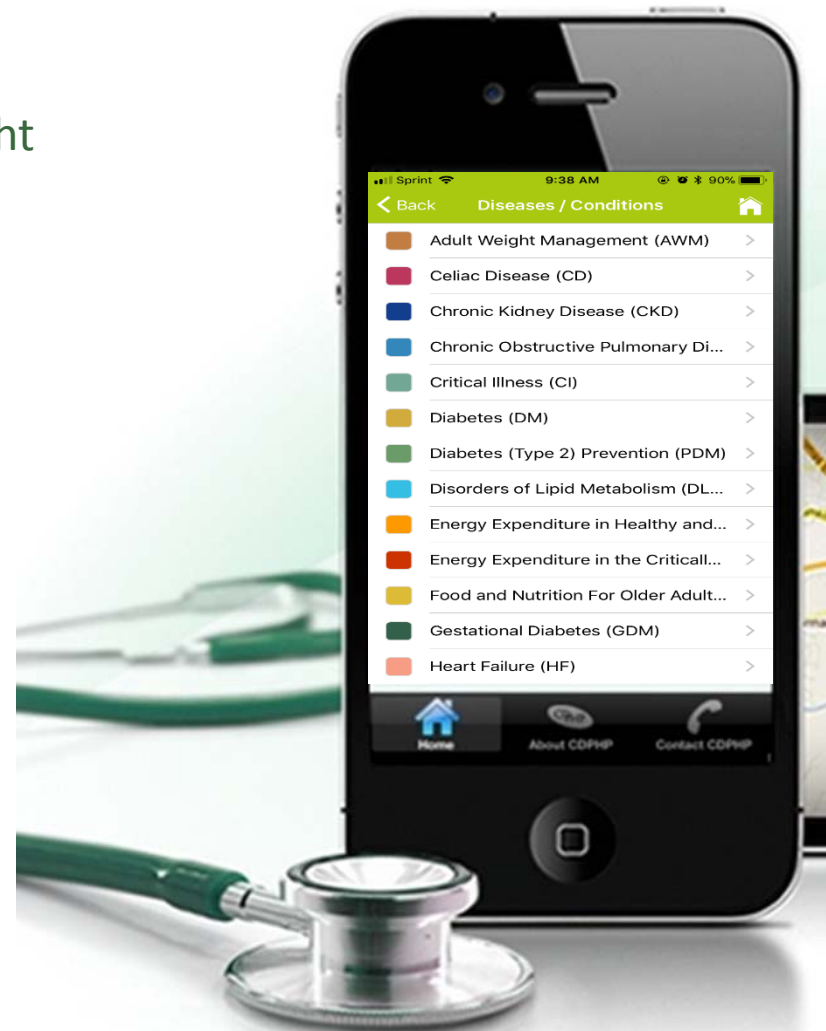 ht
Sprint 9:38 AM 90%
Back Diseases / Conditions
Adult Weight Management (AWM)
Celiac Disease (CD)
Chronic Kidney Disease (CKD)
Chronic Obstructive Pulmonary Di...
Critical Illness (CI)
Diabetes (DM)
Diabetes (Type 2) Prevention (PDM)
Disorders of Lipid Metabolism (DL...
Energy Expenditure in Healthy and...
Energy Expenditure in the Criticall...
Food and Nutrition For Older Adult...
Gestational Diabetes (GDM)
Heart Failure (HF)
Home About CDPHP Contact CDPHP